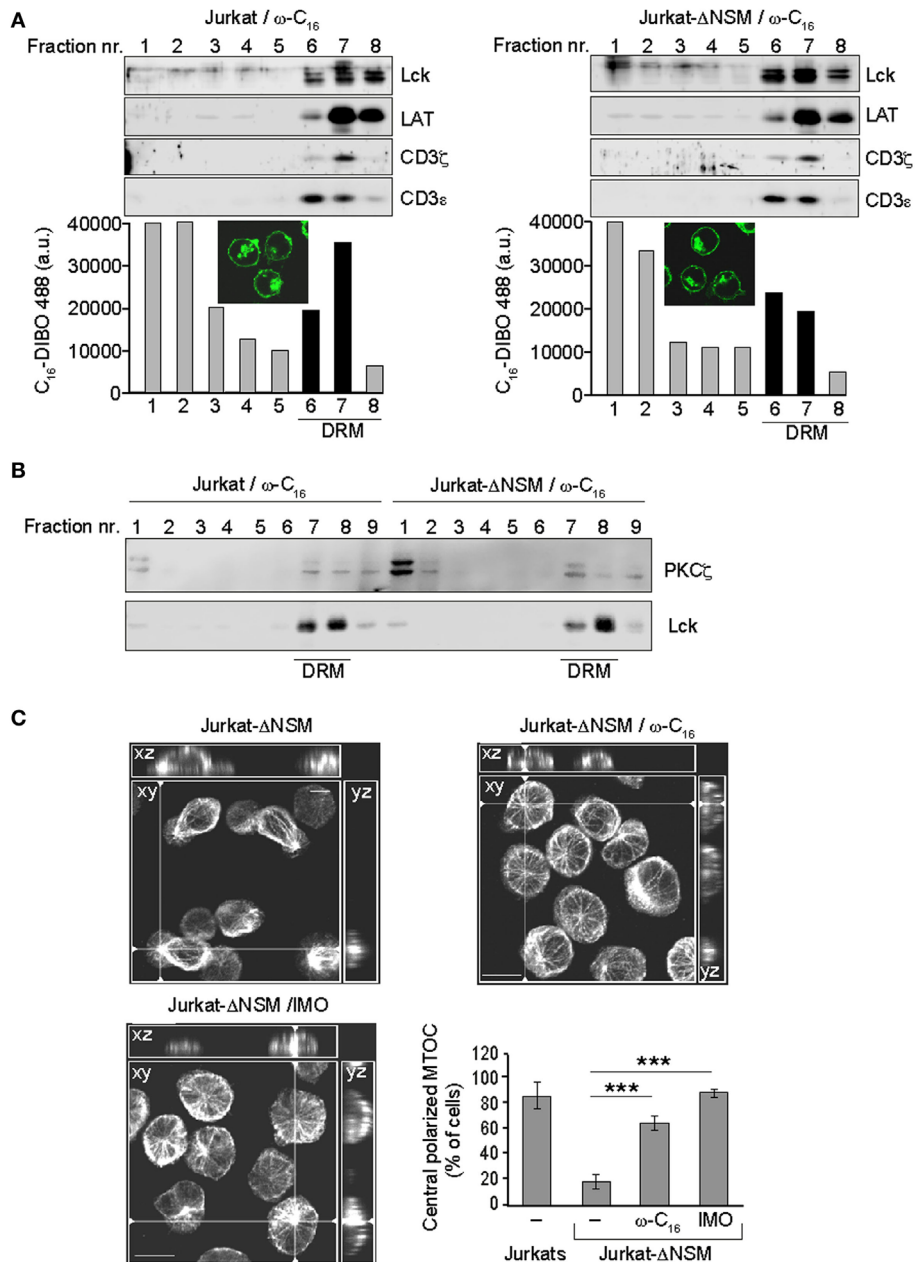 A
Jurkat / ω-C16
Jurkat-ΔNSM / ω-C16
Fraction nr. 1 2 3 4 5 6 7 8
Fraction nr. 1 2 3 4 5 6 7 8
Lck
LAT
CD3ζ
CD3ε
Lck
LAT
CD3ζ
CD3ε
C16-DIBO 488 (a.u.)
40000
30000
20000
10000
0
1 2 3 4 5 6 7 8
DRM
C16-DIBO 488 (a.u.)
40000
30000
20000
10000
0
1 2 3 4 5 6 7 8
DRM
B
Jurkat / ω-C16
Jurkat-ΔNSM / ω-C16
Fraction nr. 1 2 3 4 5 6 7 8 9 1 2 3 4 5 6 7 8 9
PKCζ
Lck
DRM
DRM
C
Jurkat-ΔNSM
xz
xy
yz
Jurkat-ΔNSM / ω-C16
xz
xy
yz
Jurkat-ΔNSM /IMO
xz
xy
yz
Central polarized MTOC
(% of cells)
120
100
80
60
40
20
0
***
***
– – ω-C16 IMO
Jurkats Jurkat-ΔNSM